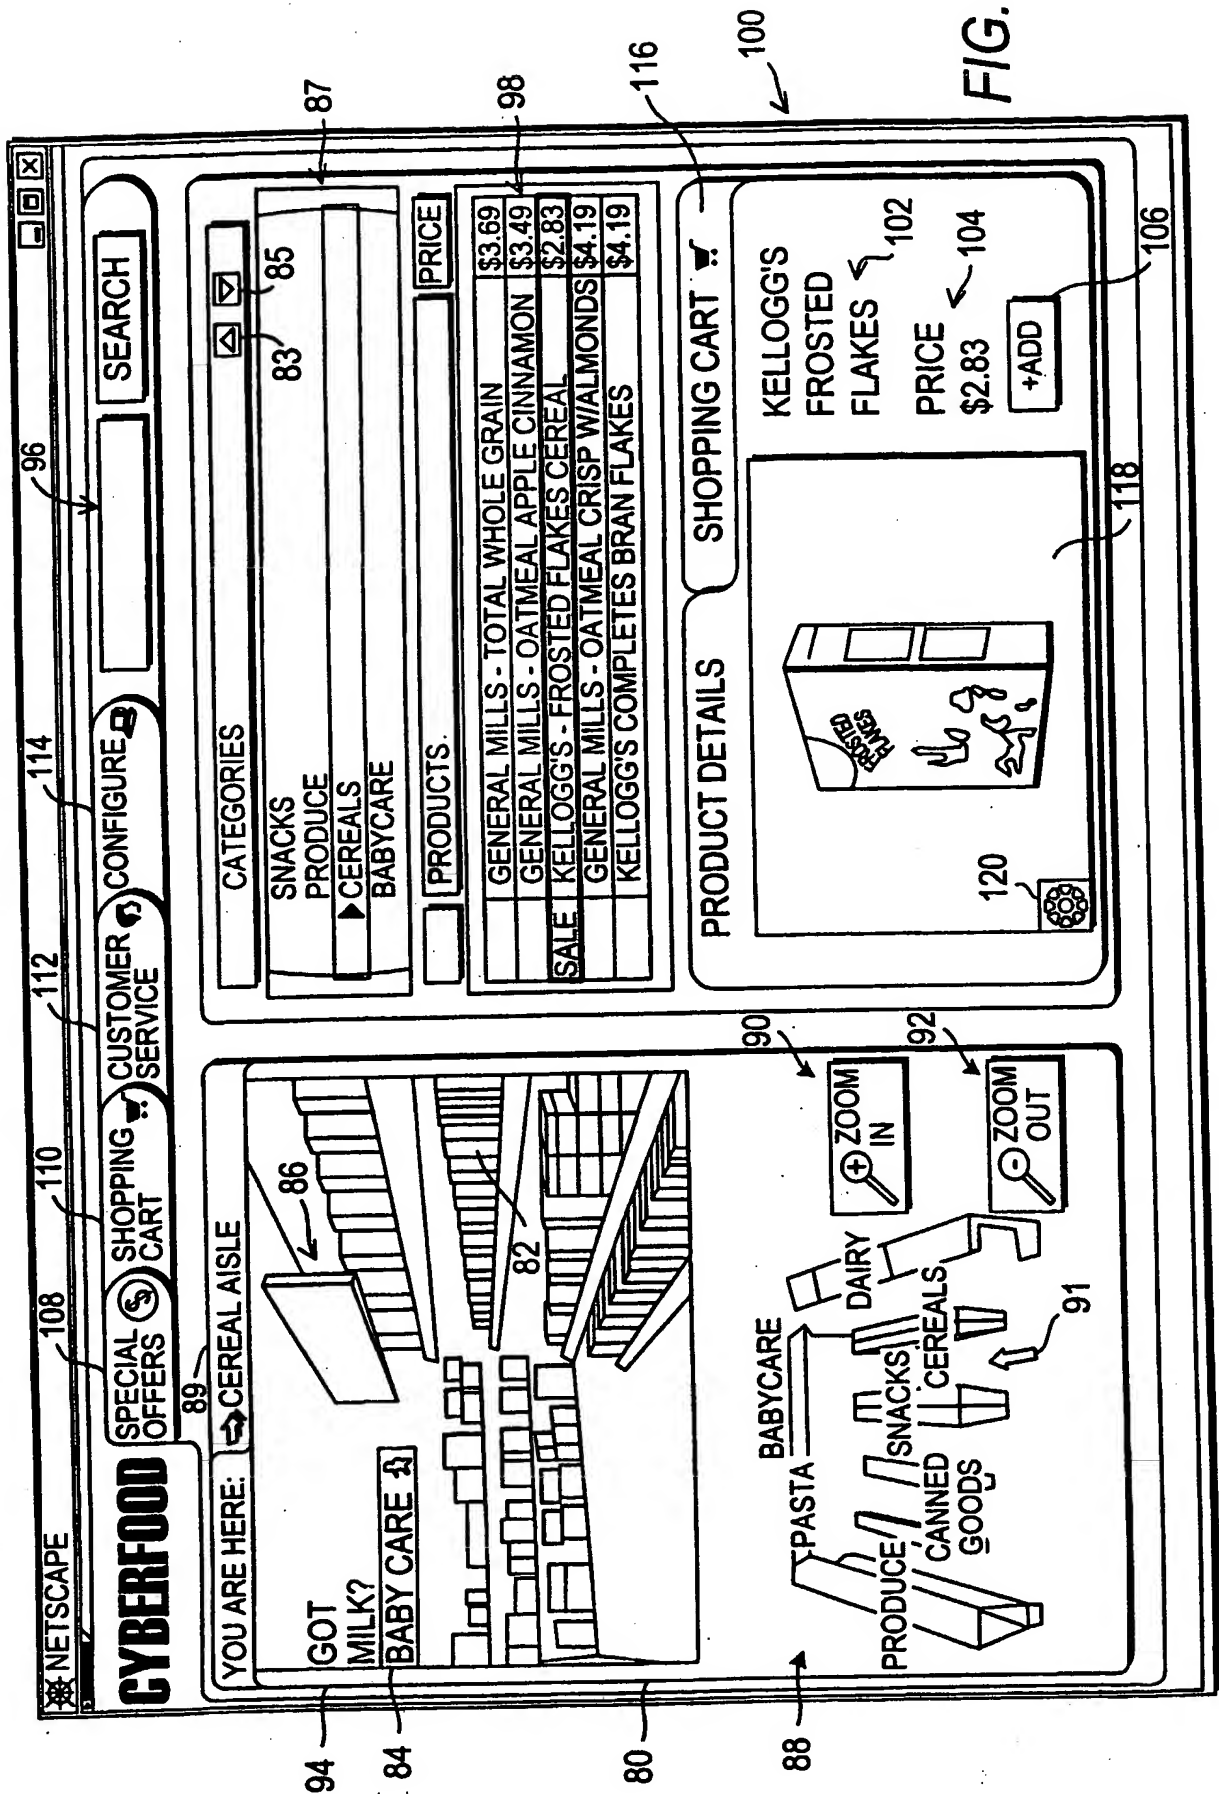 NETSCAPE
CYBERFOOD
108
SPECIAL
OFFERS $
110
SHOPPING
CART
112
CUSTOMER
SERVICE
114
CONFIGURE
96
SEARCH
YOU ARE HERE:
89
CEREAL AISLE
94
GOT
MILK?
84
BABY CARE
86
82
80
88
PRODUCE
PASTA
BABYCARE
CANNED
GOODS
SNACKS
CEREALS
DAIRY
91
90
ZOOM
IN
92
ZOOM
OUT
CATEGORIES
83
85
87
SNACKS
PRODUCE
CEREALS
BABYCARE
PRODUCTS.
PRICE
98
GENERAL MILLS - TOTAL WHOLE GRAIN $3.69
GENERAL MILLS - OATMEAL APPLE CINNAMON $3.49
SALE KELLOGG'S - FROSTED FLAKES CEREAL $2.83
GENERAL MILLS - OATMEAL CRISP W/ALMONDS $4.19
KELLOGG'S COMPLETES BRAN FLAKES $4.19
PRODUCT DETAILS
SHOPPING CART
116
FROSTED
FLAKES
120
118
KELLOGG'S
FROSTED
FLAKES
102
PRICE
$2.83
104
+ADD
106
100
FIG.